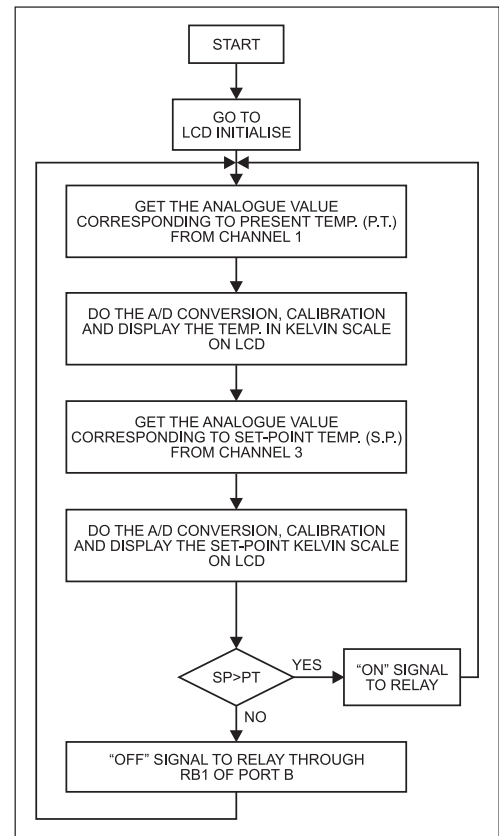 START
GO TO
LCD INITIALISE
GET THE ANALOGUE VALUE
CORRESPONDING TO PRESENT TEMP. (P.T.)
FROM CHANNEL 1
DO THE A/D CONVERSION, CALIBRATION
AND DISPLAY THE TEMP. IN KELVIN SCALE
ON LCD
GET THE ANALOGUE VALUE
CORRESPONDING TO SET-POINT TEMP. (S.P.)
FROM CHANNEL 3
DO THE A/D CONVERSION, CALIBRATION
AND DISPLAY THE SET-POINT KELVIN SCALE
ON LCD
SP>PT
YES
"ON" SIGNAL
TO RELAY
NO
"OFF" SIGNAL TO RELAY THROUGH
RB1 OF PORT B